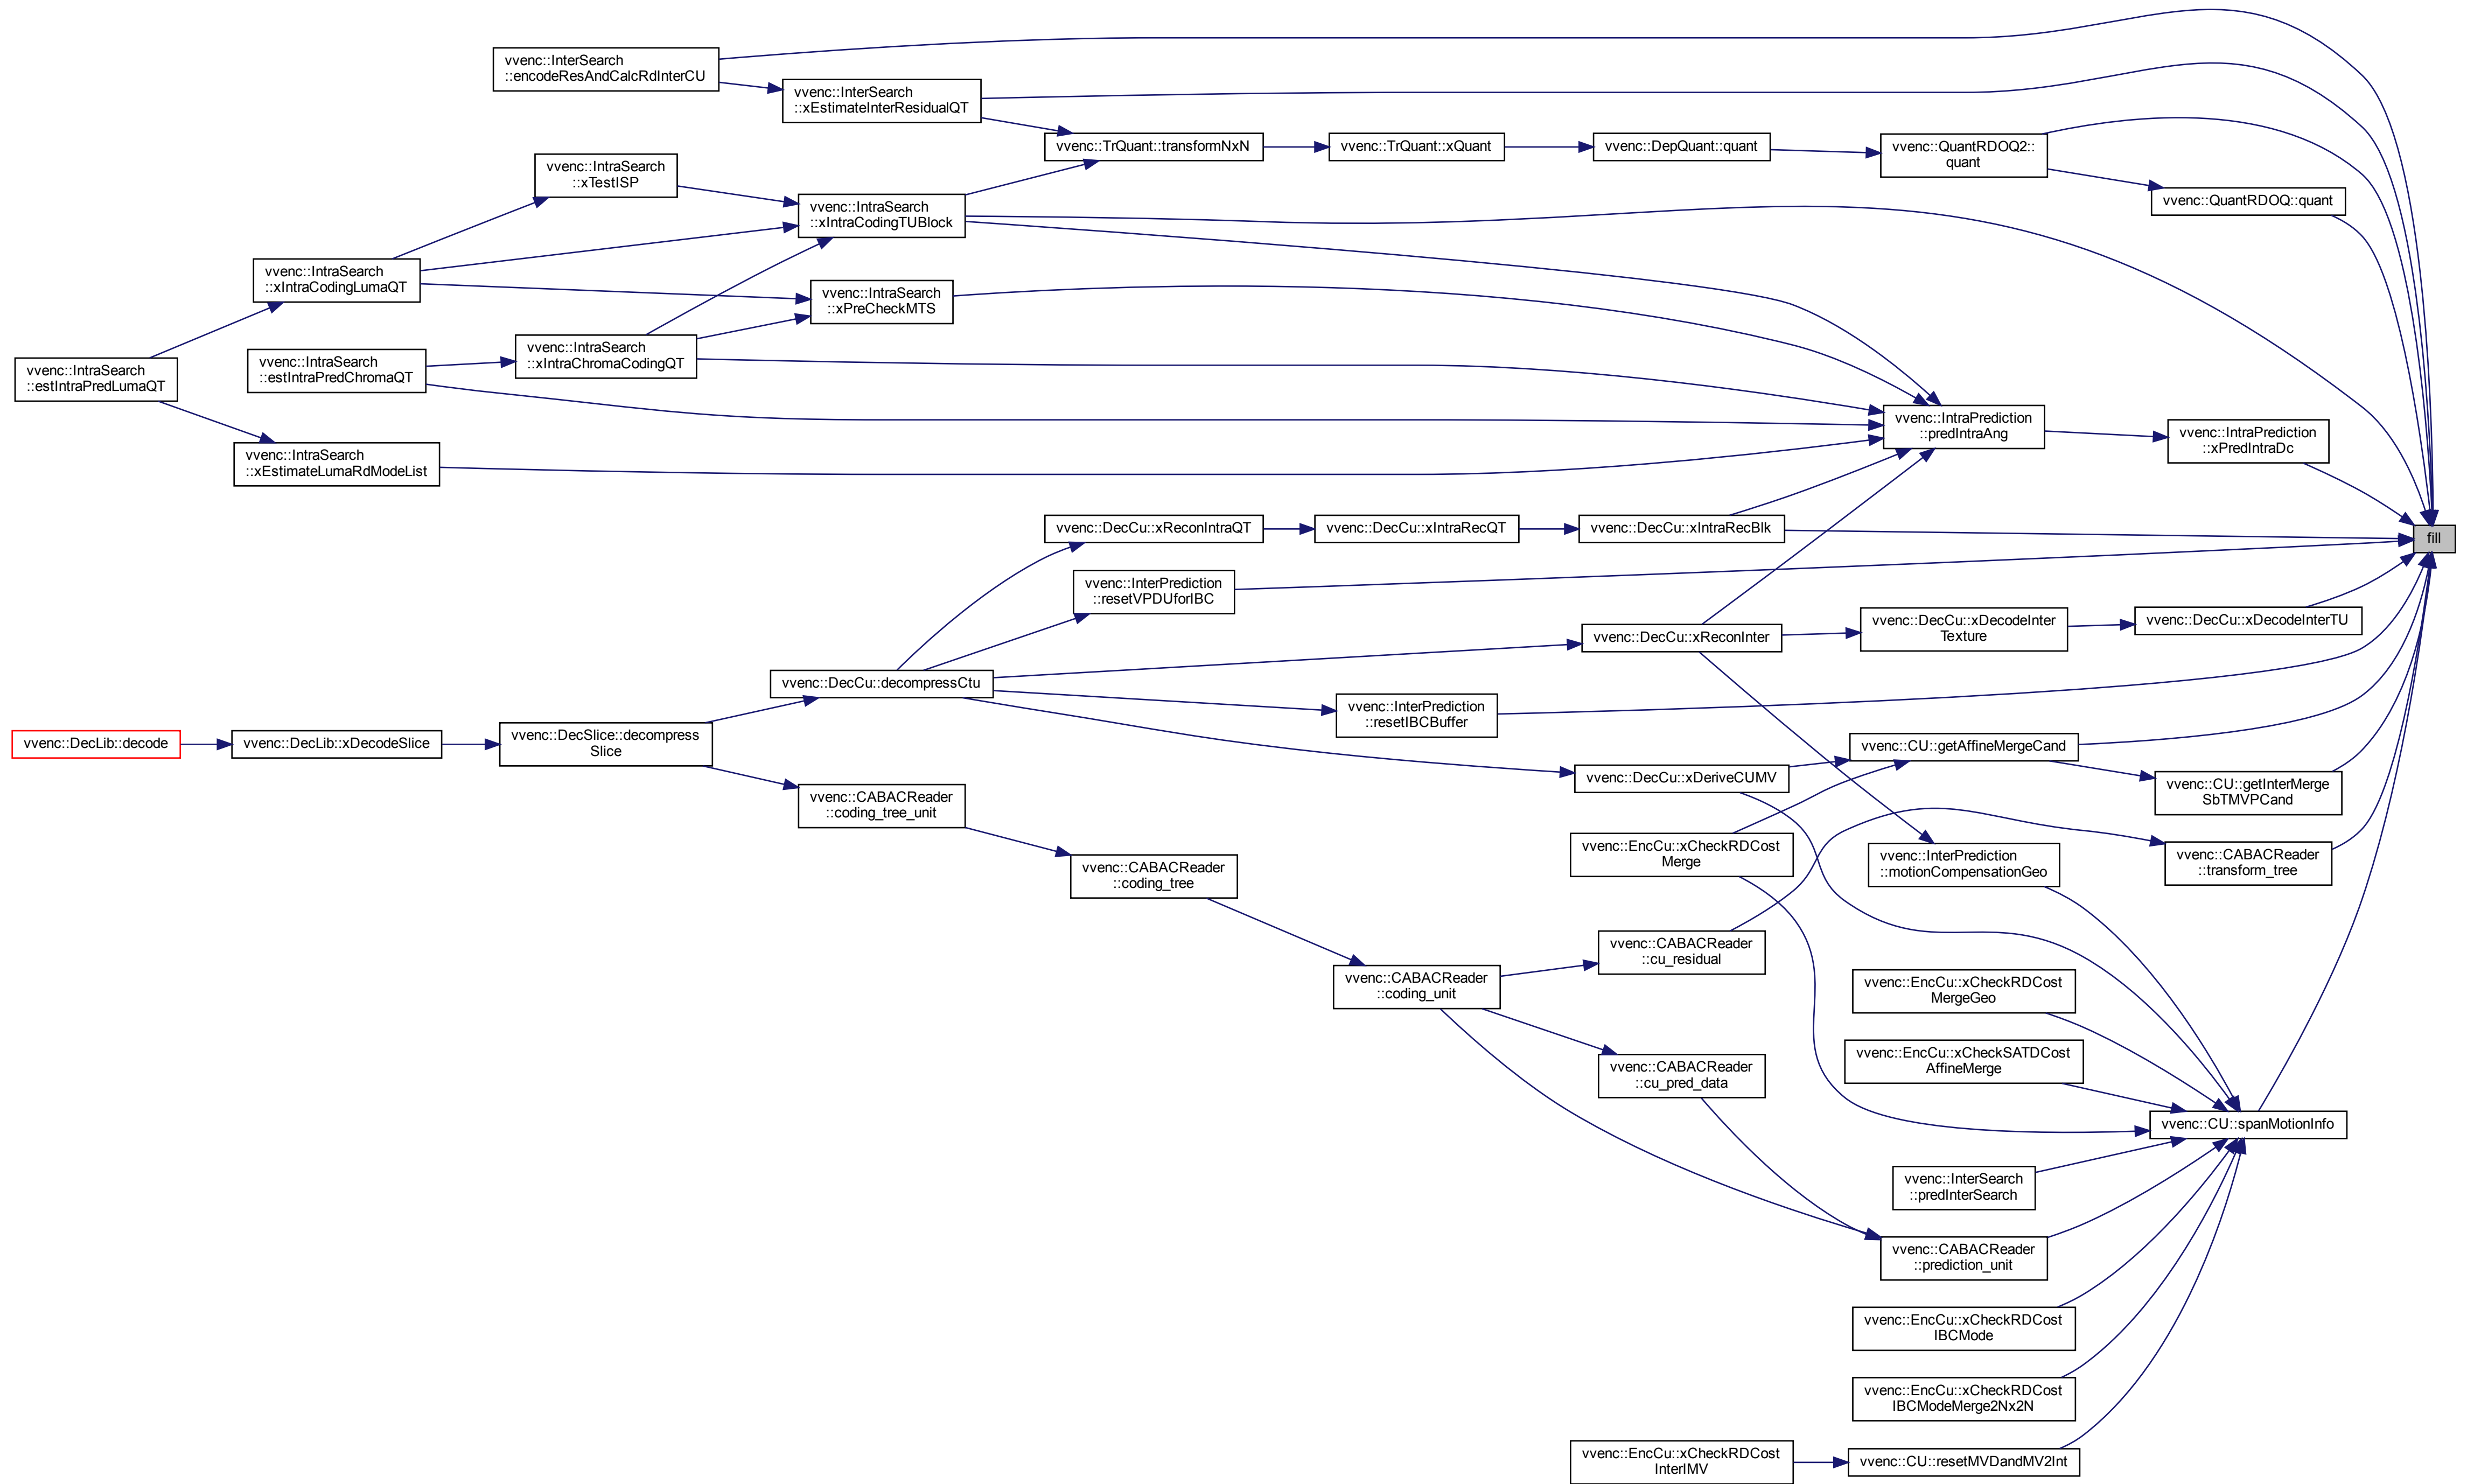 vvenc::InterSearch
::encodeResAndCalcRdInterCU
vvenc::InterSearch
::xEstimateInterResidualQT
vvenc::TrQuant::transformNxN
vvenc::TrQuant::xQuant
vvenc::DepQuant::quant
vvenc::QuantRDOQ2::
quant
vvenc::QuantRDOQ::quant
vvenc::IntraSearch
::xTestISP
vvenc::IntraSearch
::xIntraCodingTUBlock
vvenc::IntraSearch
::xIntraCodingLumaQT
vvenc::IntraSearch
::xPreCheckMTS
vvenc::IntraSearch
::xIntraChromaCodingQT
vvenc::IntraSearch
::estIntraPredChromaQT
vvenc::IntraSearch
::estIntraPredLumaQT
vvenc::IntraSearch
::xEstimateLumaRdModeList
vvenc::IntraPrediction
::predIntraAng
vvenc::IntraPrediction
::xPredIntraDc
fill
vvenc::DecCu::xReconIntraQT
vvenc::DecCu::xIntraRecQT
vvenc::DecCu::xIntraRecBlk
vvenc::InterPrediction
::resetVPDUforIBC
vvenc::DecCu::xReconInter
vvenc::DecCu::xDecodeInter
Texture
vvenc::DecCu::xDecodeInterTU
vvenc::DecCu::decompressCtu
vvenc::InterPrediction
::resetIBCBuffer
vvenc::DecLib::decode
vvenc::DecLib::xDecodeSlice
vvenc::DecSlice::decompress
Slice
vvenc::CU::getAffineMergeCand
vvenc::DecCu::xDeriveCUMV
vvenc::CU::getInterMerge
SbTMVPCand
vvenc::CABACReader
::coding_tree_unit
vvenc::EncCu::xCheckRDCost
Merge
vvenc::InterPrediction
::motionCompensationGeo
vvenc::CABACReader
::transform_tree
vvenc::CABACReader
::coding_tree
vvenc::CABACReader
::cu_residual
vvenc::CABACReader
::coding_unit
vvenc::EncCu::xCheckRDCost
MergeGeo
vvenc::EncCu::xCheckSATDCost
AffineMerge
vvenc::CABACReader
::cu_pred_data
vvenc::CU::spanMotionInfo
vvenc::InterSearch
::predInterSearch
vvenc::CABACReader
::prediction_unit
vvenc::EncCu::xCheckRDCost
IBCMode
vvenc::EncCu::xCheckRDCost
IBCModeMerge2Nx2N
vvenc::EncCu::xCheckRDCost
InterIMV
vvenc::CU::resetMVDandMV2Int